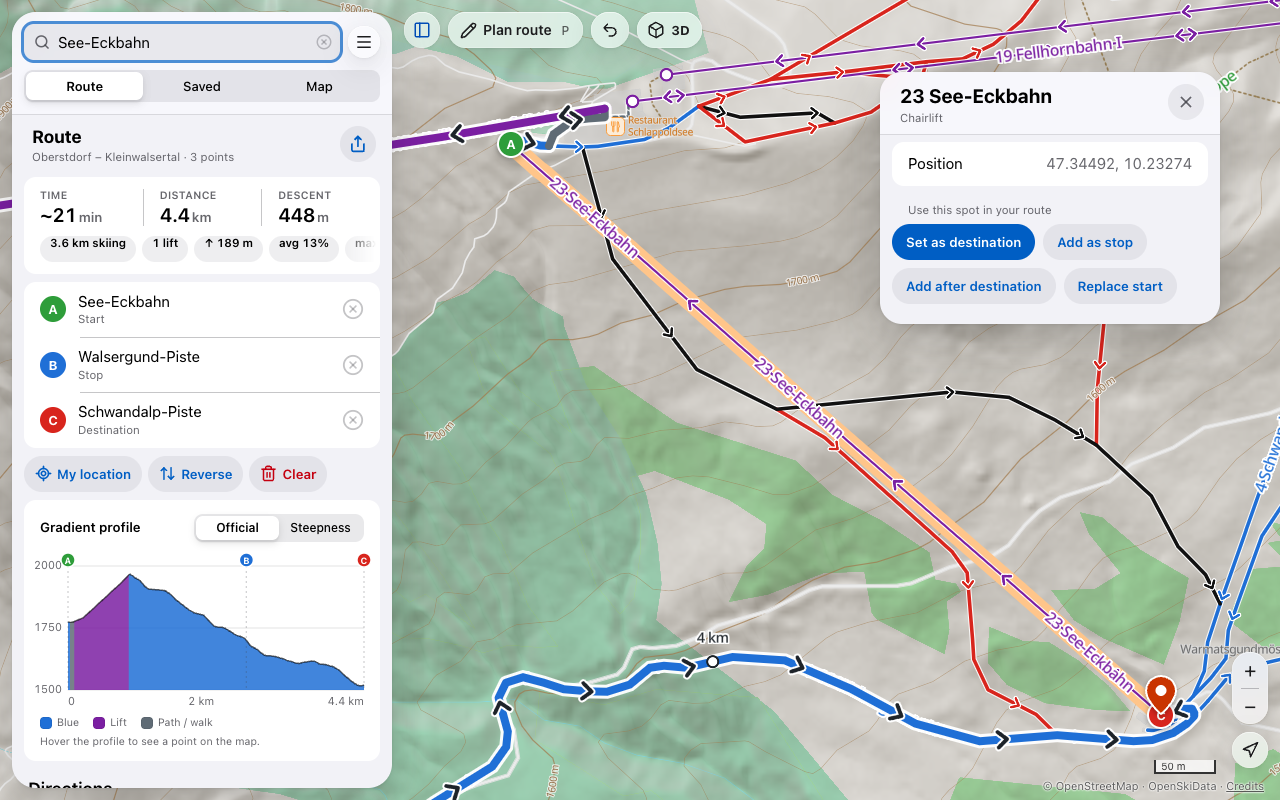 See-Eckbahn
Route
Saved
Map
Route
Oberstdorf – Kleinwalsertal · 3 points
TIME
~21 min
DISTANCE
4.4 km
DESCENT
448 m
3.6 km skiing
1 lift
↑ 189 m
avg 13%
A
See-Eckbahn
Start
B
Walsergund-Piste
Stop
C
Schwandalp-Piste
Destination
My location
Reverse
Clear
Gradient profile
Official
Steepness
A
B
C
2000
1750
1500
0
2 km
4.4 km
Blue
Lift
Path / walk
Hover the profile to see a point on the map.
Directions
Plan route P
3D
1800 m
19 Fellhornbahn-I
Restaurant
Schlappoldsee
A
23·See-Eckbahn
23·See-Eckbahn
23·See-Eckbahn
1700 m
1700 m
1600 m
1600 m
4 km
23 See-Eckbahn
Chairlift
Position
47.34492, 10.23274
Use this spot in your route
Set as destination
Add as stop
Add after destination
Replace start
+
−
50 m
© OpenStreetMap · OpenSkiData · Credits